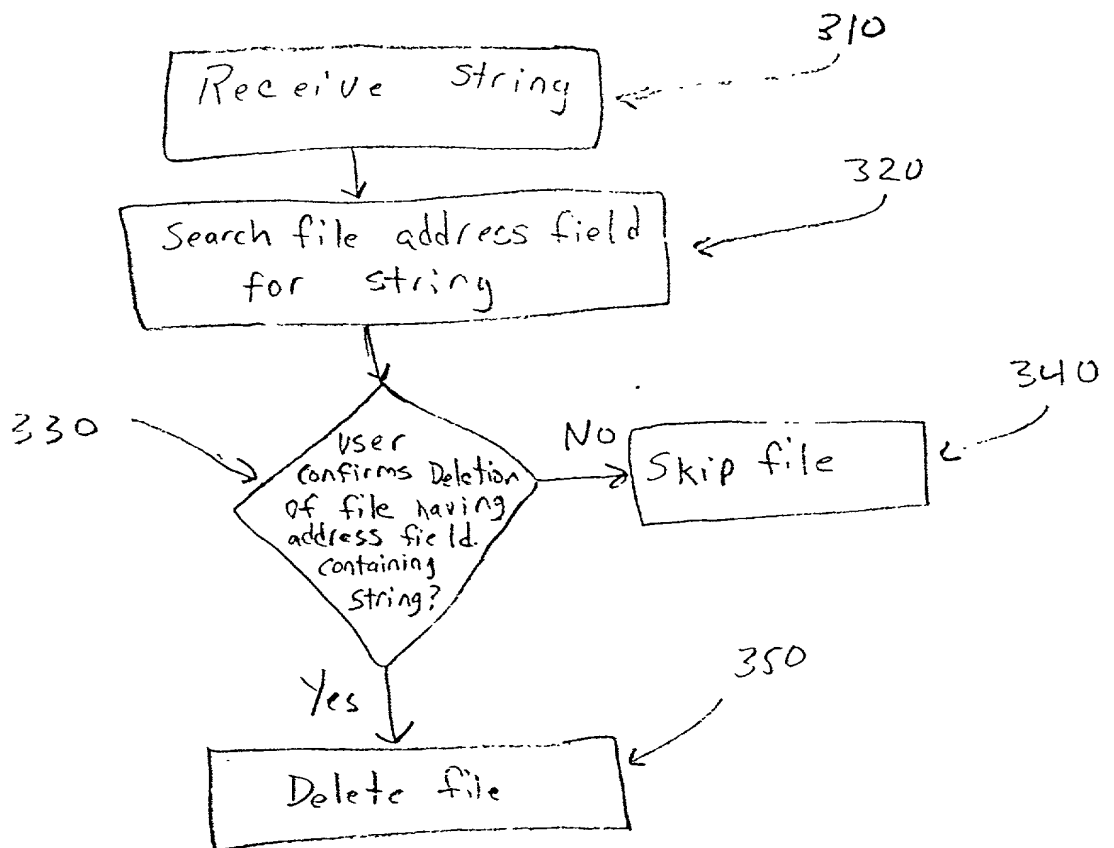 310
Receive String
320
Search file address field
for string
330
User
Confirms Deletion
of file having
address field.
containing
String?
No
340
Skip file
Yes
350
Delete file